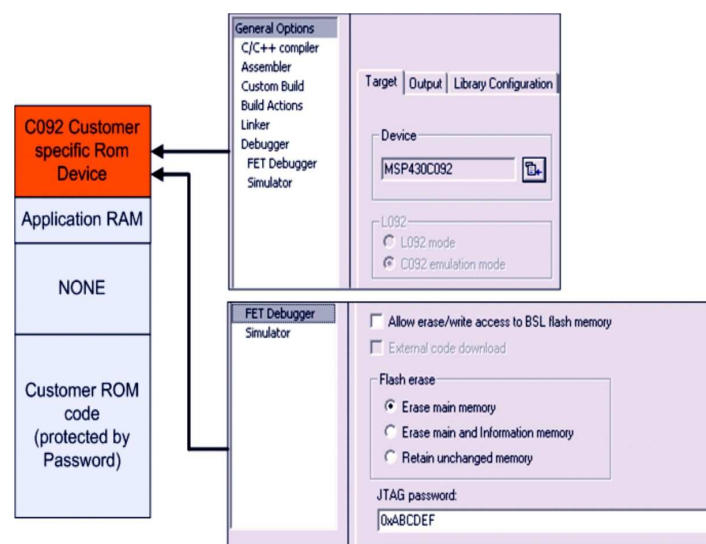 C092 Customer
specific Rom
Device
Application RAM
NONE
Customer ROM
code
(protected by
Password)
General Options
C/C++ compiler
Assembler
Custom Build
Build Actions
Linker
Debugger
FET Debugger
Simulator
Target Output Library Configuration
Device
MSP430C092
L092
L092 mode
C092 emulation mode
FET Debugger
Simulator
Allow erase/write access to BSL flash memory
External code download
Flash erase
Erase main memory
Erase main and Information memory
Retain unchanged memory
JTAG password:
0xABCDEF